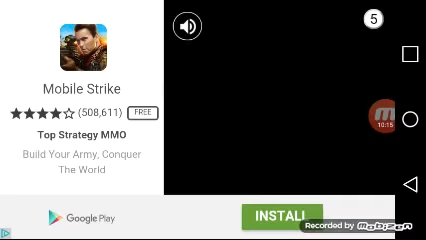 5
Mobile Strike
(508,611) FREE
Top Strategy MMO
Build Your Army, Conquer
The World
10:15
Google Play
INSTALL
Recorded by mobizen